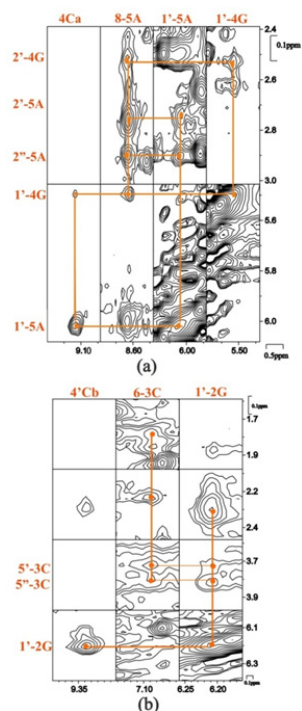 4Ca 8-5A 1'-5A 1'-4G
2'-4G
2'-5A
2''-5A
1'-4G
1'-5A
2.4
0.1ppm
2.6
2.8
3.0
5.6
5.8
6.0
9.10 8.60 6.00 5.50
0.5ppm
(a)
4'Cb 6-3C 1'-2G
0.1ppm
1.7
1.9
2.2
2.4
5'-3C
5''-3C
3.7
3.9
1'-2G
6.1
6.3
9.35 7.10 6.25 6.20
0.1ppm
(b)